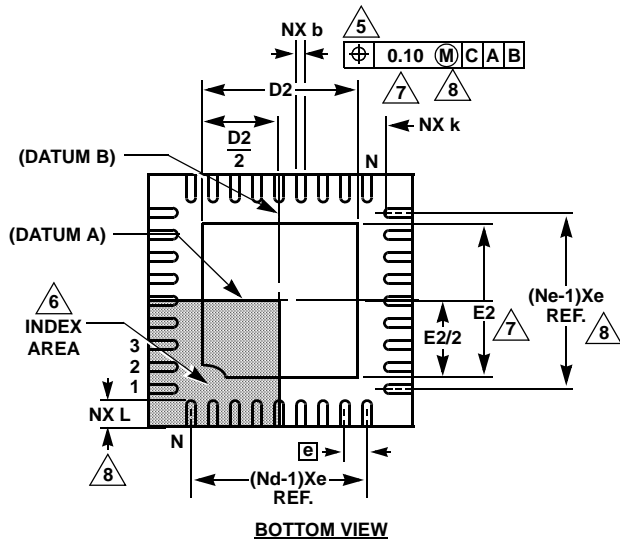 NX b
5
⌖ 0.10 Ⓜ C A B
7
8
D2
D2
2
NX k
(DATUM B)
N
(DATUM A)
6
INDEX
AREA
3
2
1
E2/2
E2
7
(Ne-1)Xe
REF.
8
NX L
8
N
e
(Nd-1)Xe
REF.
BOTTOM VIEW